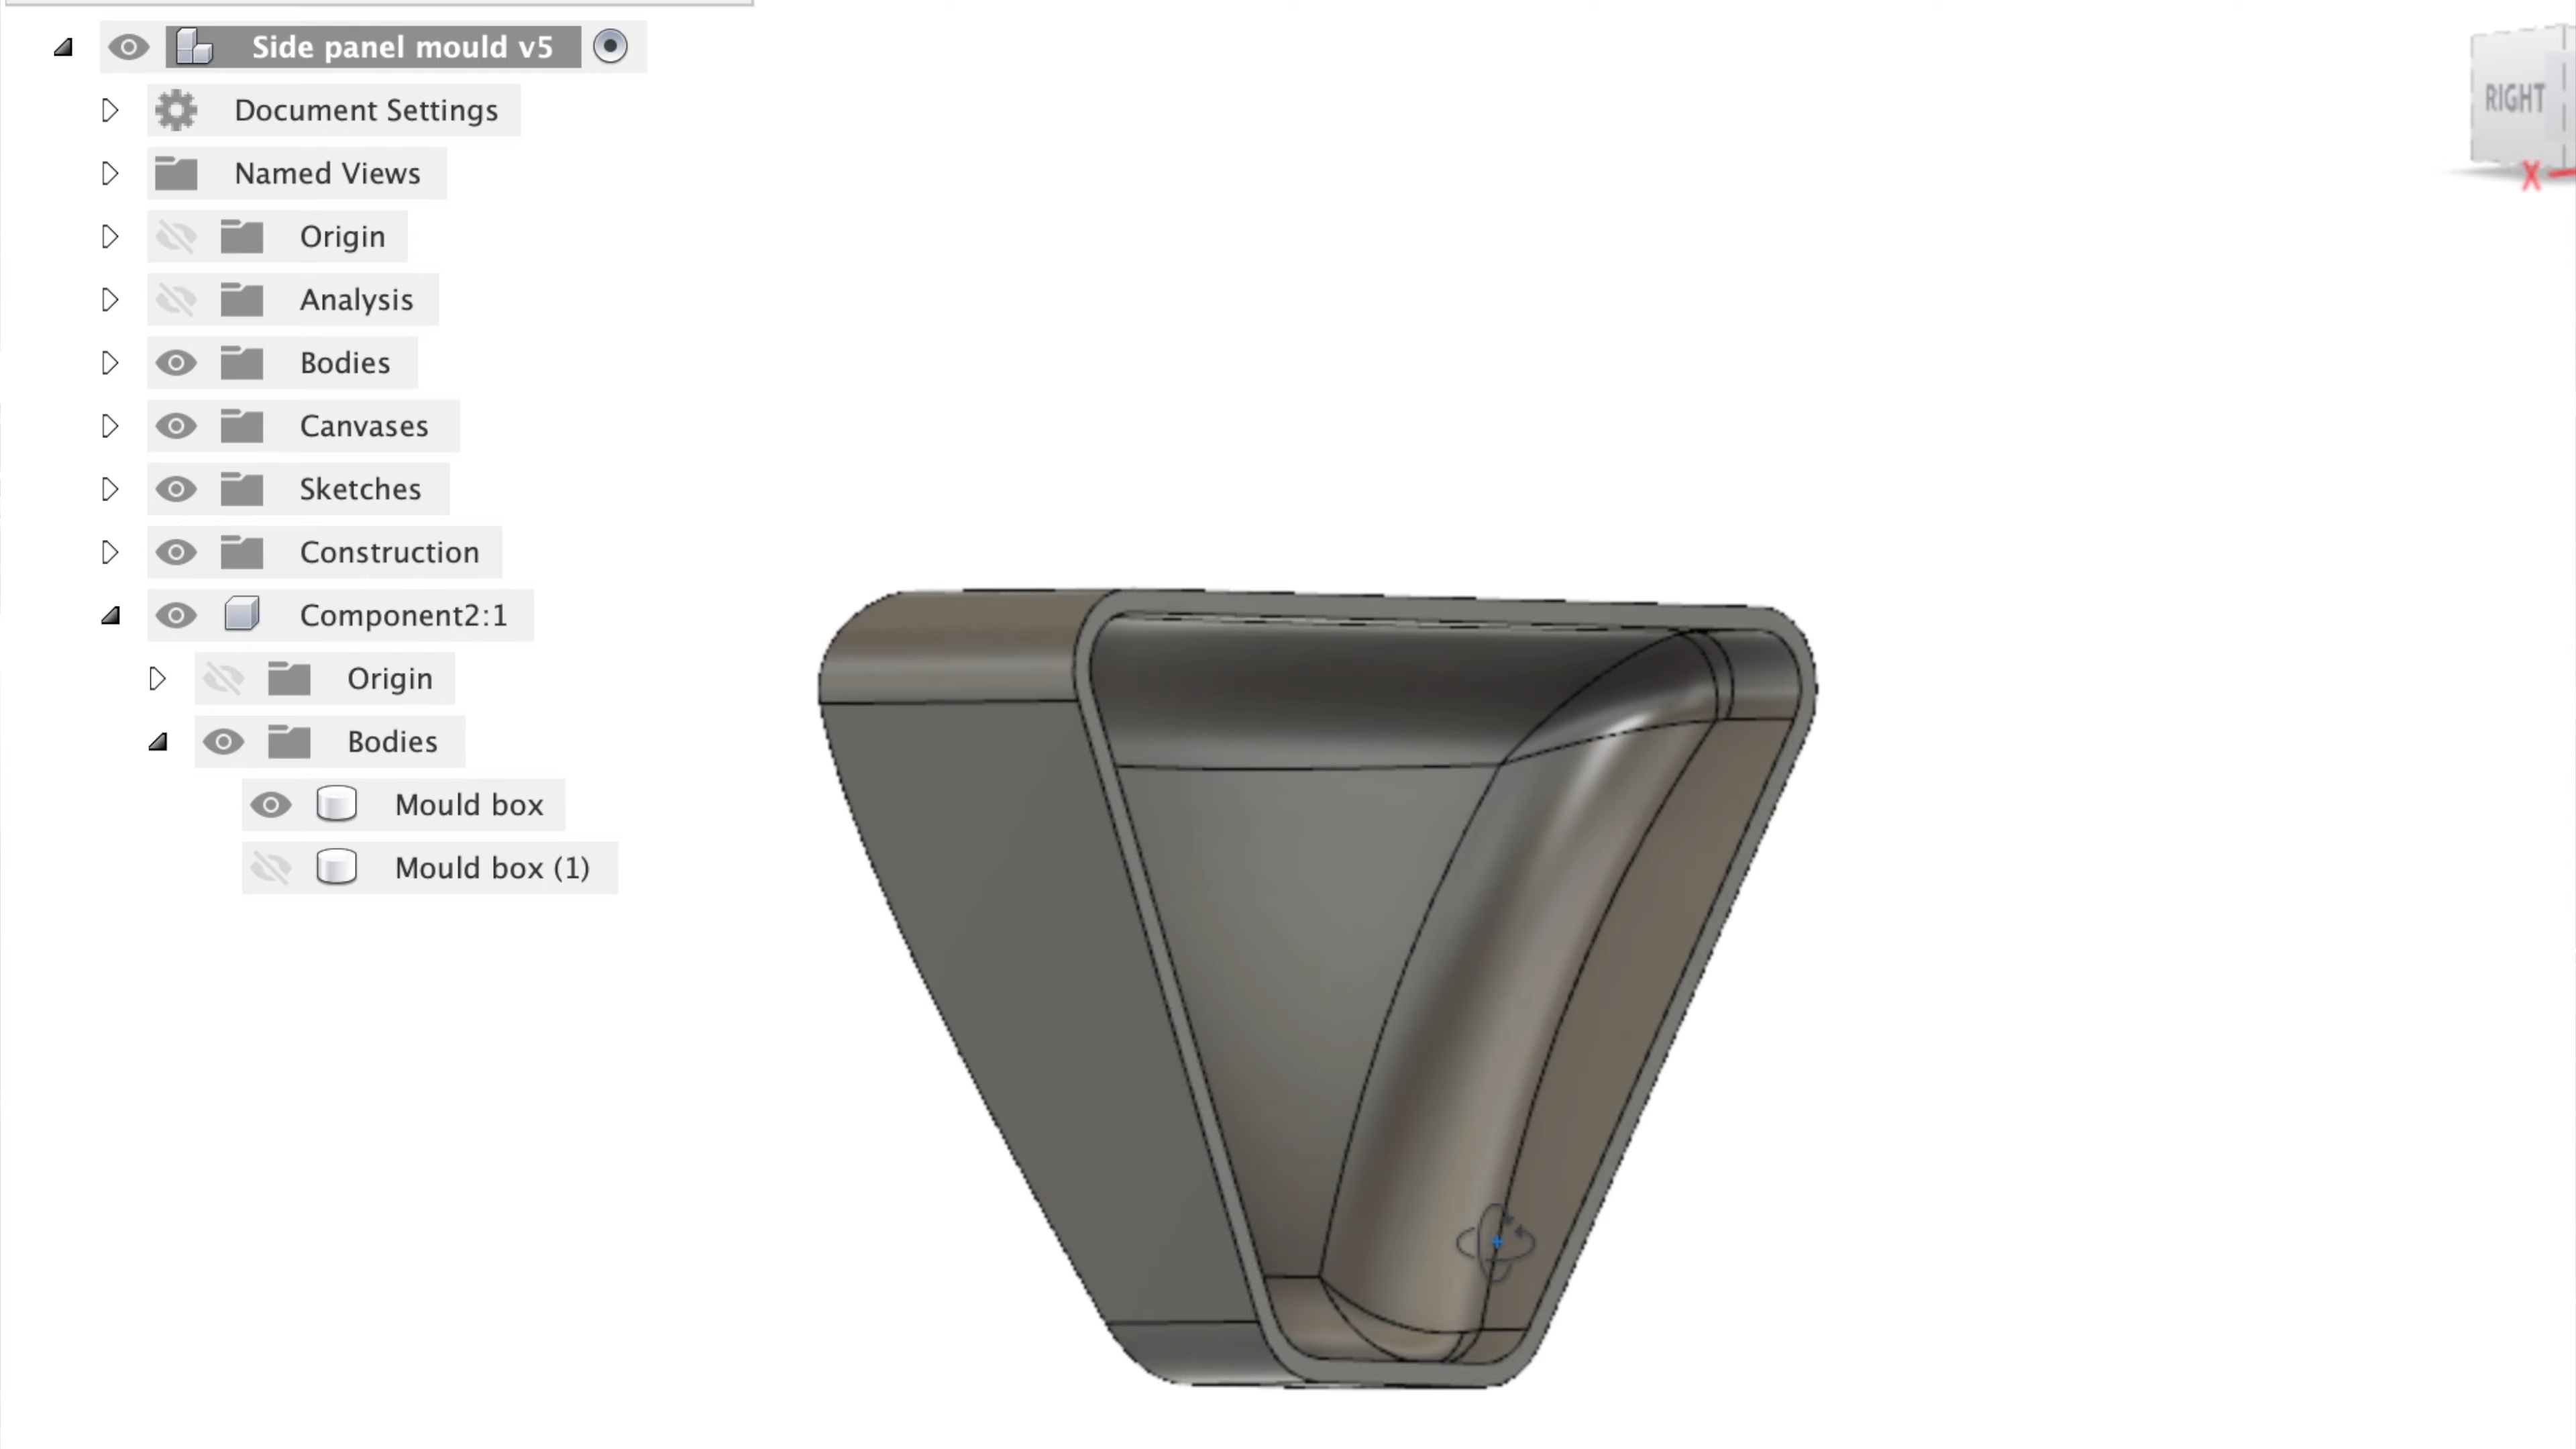 Side panel mould v5
Document Settings
Named Views
Origin
Analysis
Bodies
Canvases
Sketches
Construction
Component2:1
Origin
Bodies
Mould box
Mould box (1)
RIGHT
X